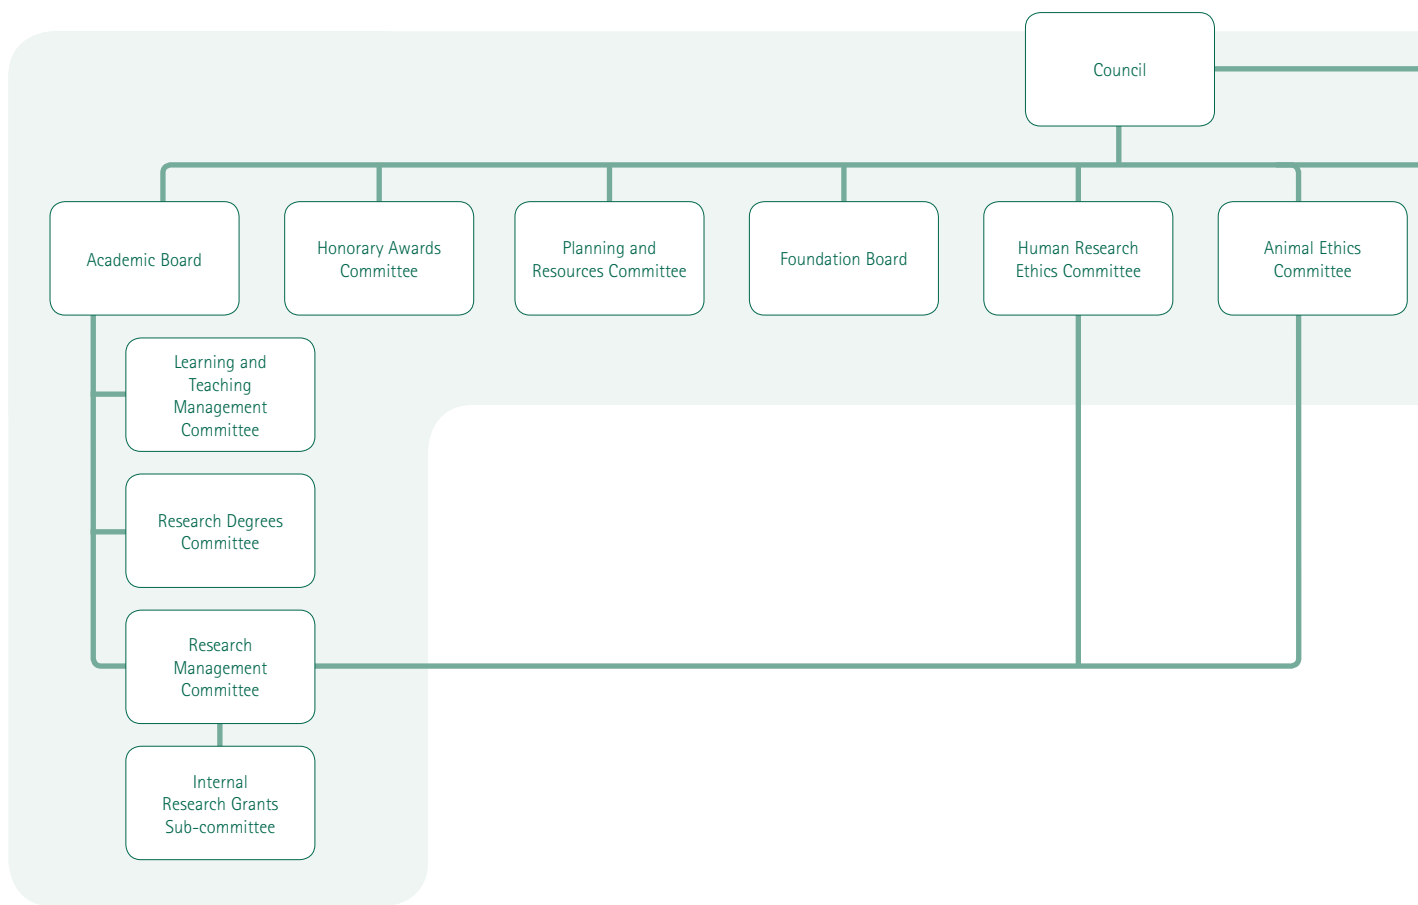 Council
Academic Board
Honorary Awards
Committee
Planning and
Resources Committee
Foundation Board
Human Research
Ethics Committee
Animal Ethics
Committee
Learning and
Teaching
Management
Committee
Research Degrees
Committee
Research
Management
Committee
Internal
Research Grants
Sub-committee